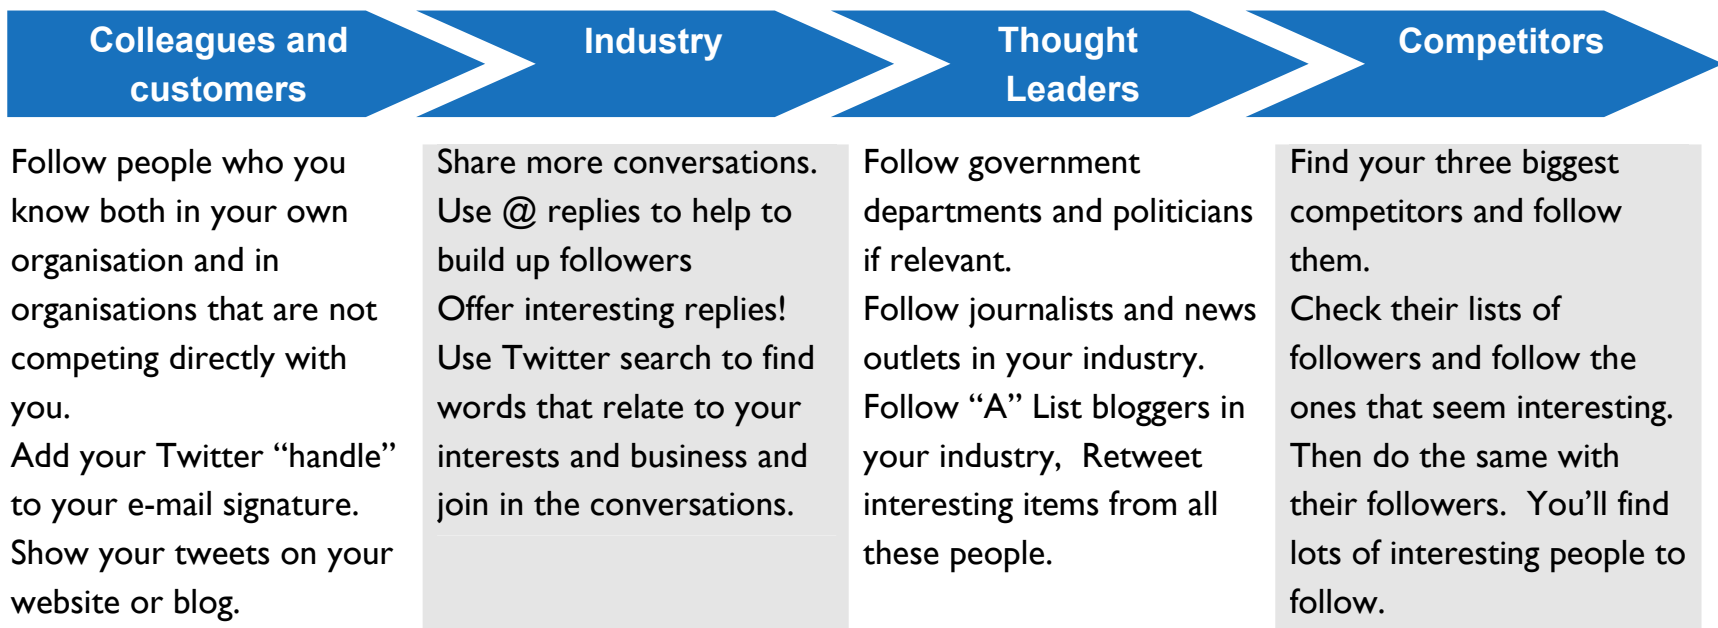 Colleagues and
customers
Industry
Thought
Leaders
Competitors
Follow people who you
know both in your own
organisation and in
organisations that are not
competing directly with
you.
Add your Twitter “handle”
to your e-mail signature.
Show your tweets on your
website or blog.
Share more conversations.
Use @ replies to help to
build up followers
Offer interesting replies!
Use Twitter search to find
words that relate to your
interests and business and
join in the conversations.
Follow government
departments and politicians
if relevant.
Follow journalists and news
outlets in your industry.
Follow “A” List bloggers in
your industry,  Retweet
interesting items from all
these people.
Find your three biggest
competitors and follow
them.
Check their lists of
followers and follow the
ones that seem interesting.
Then do the same with
their followers.  You’ll find
lots of interesting people to
follow.